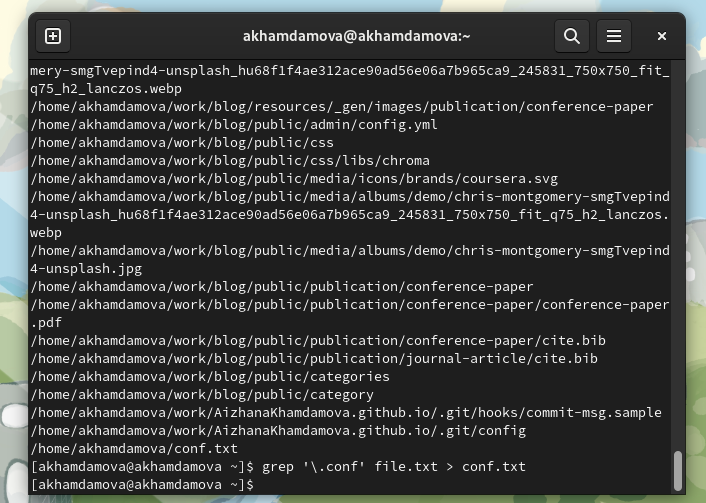 akhamdamova@akhamdamova:~
mery-smgTvepind4-unsplash_hu68f1f4ae312ace90ad56e06a7b965ca9_245831_750x750_fit_
q75_h2_lanczos.webp
/home/akhamdamova/work/blog/resources/_gen/images/publication/conference-paper
/home/akhamdamova/work/blog/public/admin/config.yml
/home/akhamdamova/work/blog/public/css
/home/akhamdamova/work/blog/public/css/libs/chroma
/home/akhamdamova/work/blog/public/media/icons/brands/coursera.svg
/home/akhamdamova/work/blog/public/media/albums/demo/chris-montgomery-smgTvepind
4-unsplash_hu68f1f4ae312ace90ad56e06a7b965ca9_245831_750x750_fit_q75_h2_lanczos.
webp
/home/akhamdamova/work/blog/public/media/albums/demo/chris-montgomery-smgTvepind
4-unsplash.jpg
/home/akhamdamova/work/blog/public/publication/conference-paper
/home/akhamdamova/work/blog/public/publication/conference-paper/conference-paper
.pdf
/home/akhamdamova/work/blog/public/publication/conference-paper/cite.bib
/home/akhamdamova/work/blog/public/publication/journal-article/cite.bib
/home/akhamdamova/work/blog/public/categories
/home/akhamdamova/work/blog/public/category
/home/akhamdamova/work/AizhanaKhamdamova.github.io/.git/hooks/commit-msg.sample
/home/akhamdamova/work/AizhanaKhamdamova.github.io/.git/config
/home/akhamdamova/conf.txt
[akhamdamova@akhamdamova ~]$ grep '\.conf' file.txt > conf.txt
[akhamdamova@akhamdamova ~]$